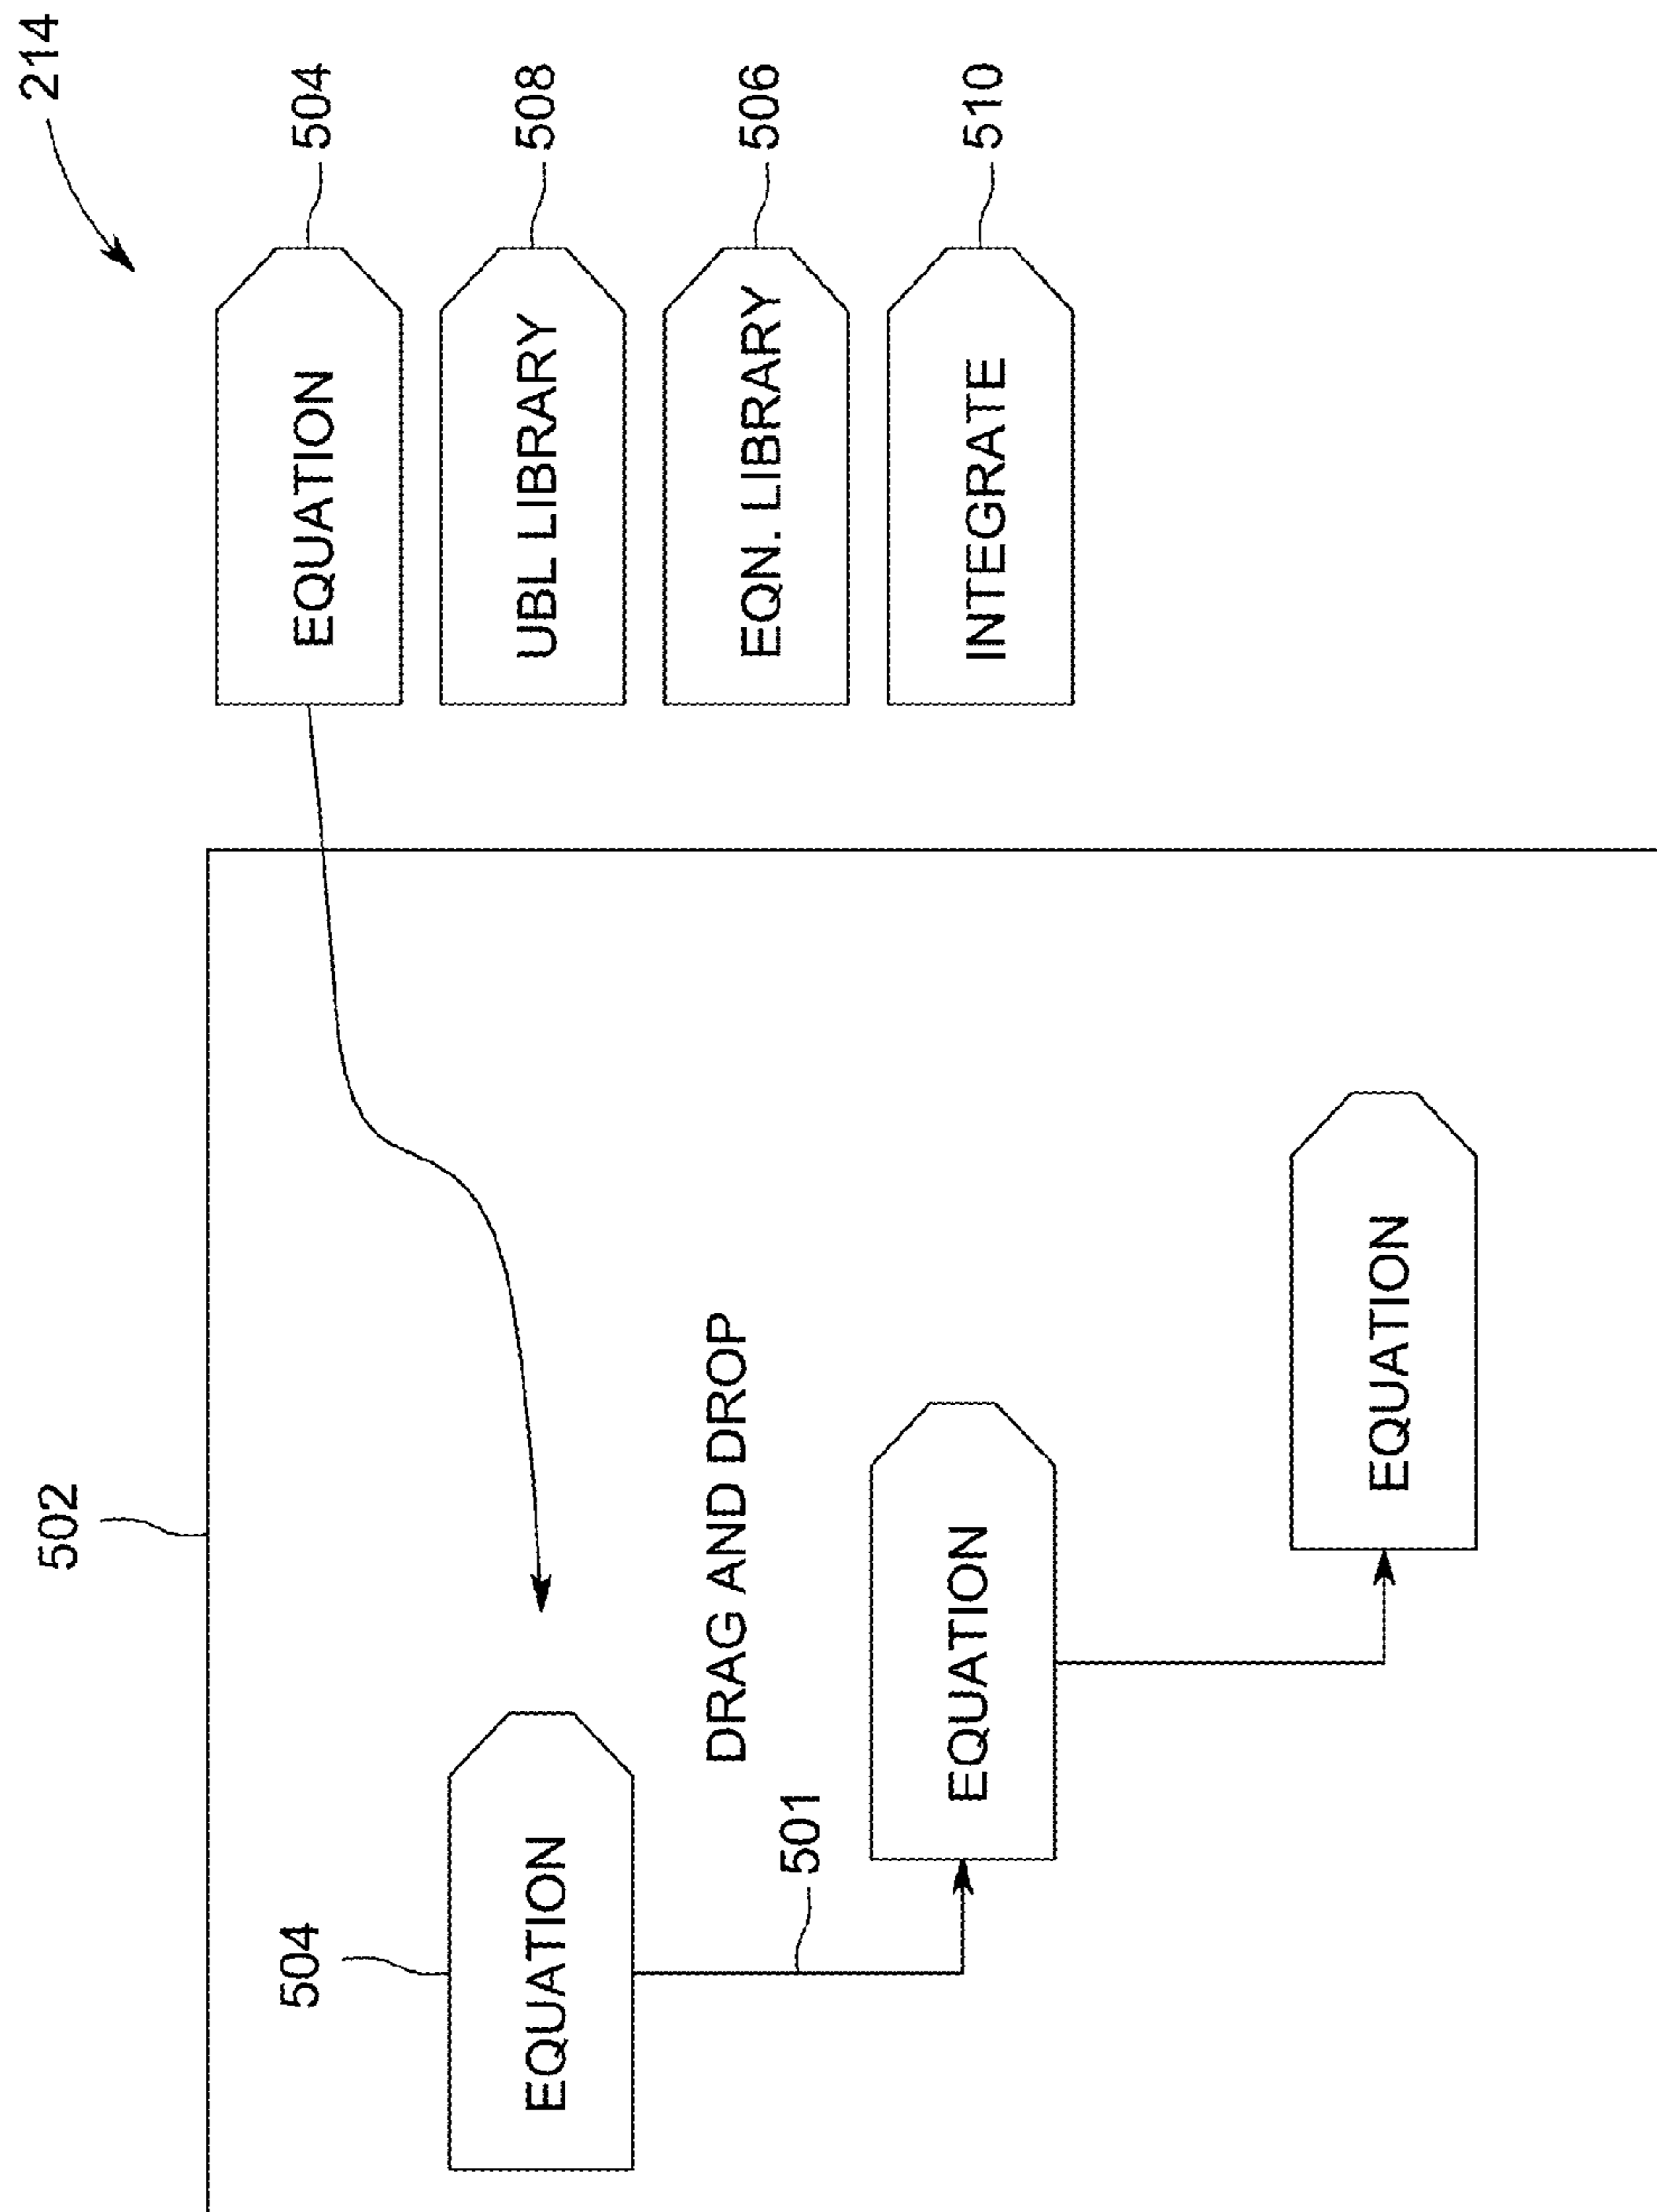 214
502
504
EQUATION
DRAG AND DROP
501
EQUATION
EQUATION
EQUATION
504
UBL LIBRARY
508
EQN. LIBRARY
506
INTEGRATE
510